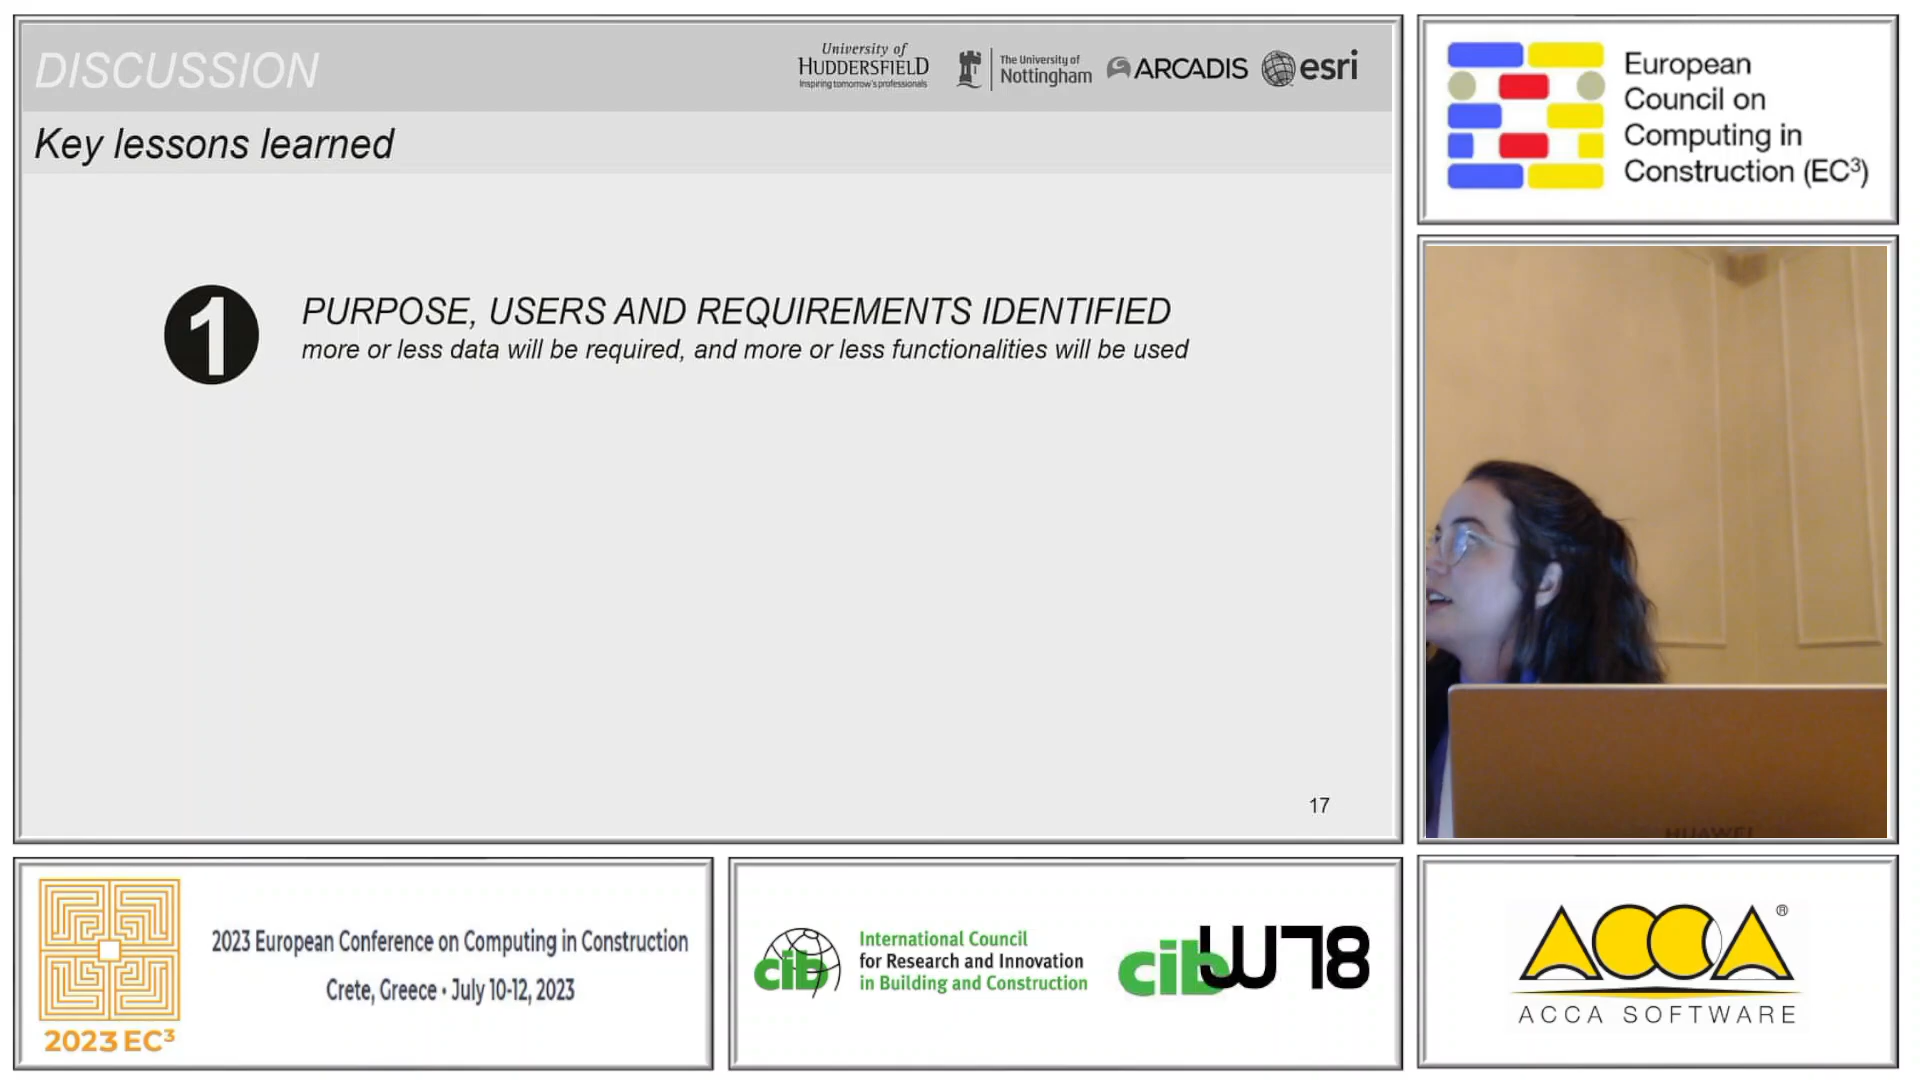 DISCUSSION
University of
HUDDERSFIELD
Inspiring tomorrow's professionals
The University of
Nottingham
ARCADIS
esri
Key lessons learned
1
PURPOSE, USERS AND REQUIREMENTS IDENTIFIED
more or less data will be required, and more or less functionalities will be used
17
European
Council on
Computing in
Construction (EC³)
HUAWEI
2023 European Conference on Computing in Construction
Crete, Greece • July 10-12, 2023
2023 EC³
cib
International Council
for Research and Innovation
in Building and Construction
cib W78
ACCA
®
ACCA SOFTWARE